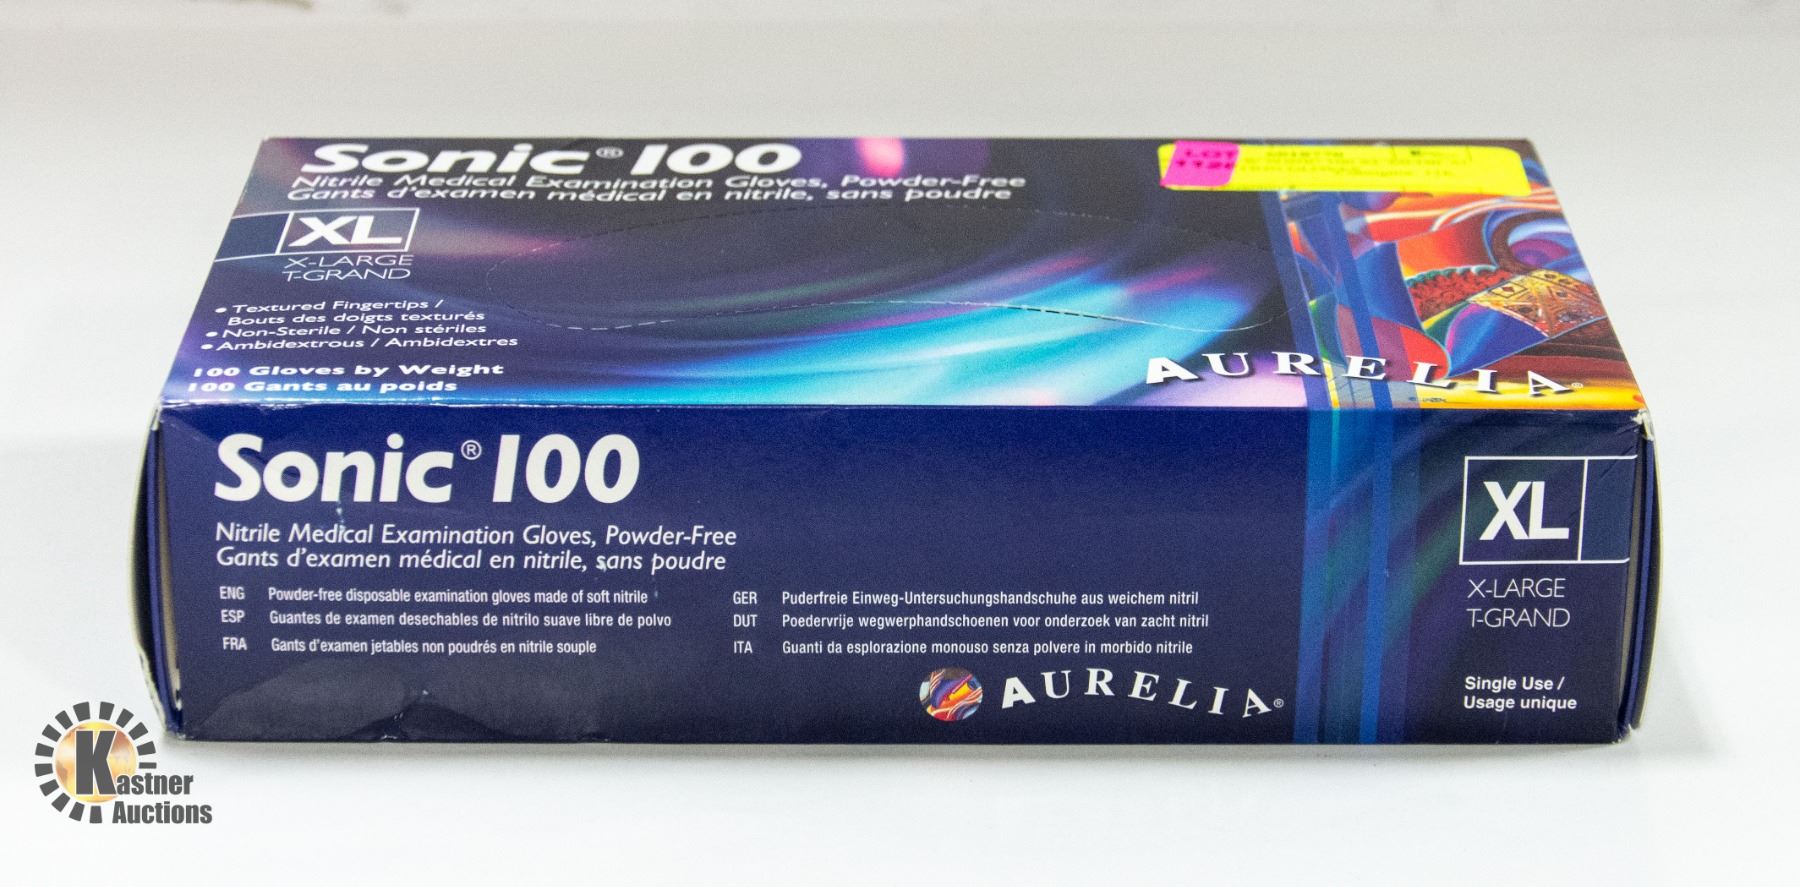 Sonic® 100
Nitrile Medical Examination Gloves, Powder-Free
Gants d'examen médical en nitrile, sans poudre
LOT
XL
X-LARGE
T-GRAND
• Textured Fingertips /
Bouts des doigts texturés
• Non-Sterile / Non stériles
• Ambidextrous / Ambidextres
100 Gloves by Weight
100 Gants au poids
AURELIA®
Sonic® 100
Nitrile Medical Examination Gloves, Powder-Free
Gants d'examen médical en nitrile, sans poudre
ENG Powder-free disposable examination gloves made of soft nitrile
ESP Guantes de examen desechables de nitrilo suave libre de polvo
FRA Gants d'examen jetables non poudrés en nitrile souple
GER Puderfreie Einweg-Untersuchungshandschuhe aus weichem nitril
DUT Poedervrije wegwerphandschoenen voor onderzoek van zacht nitril
ITA Guanti da esplorazione monouso senza polvere in morbido nitrile
AURELIA®
XL
X-LARGE
T-GRAND
Single Use /
Usage unique
Kastner
Auctions